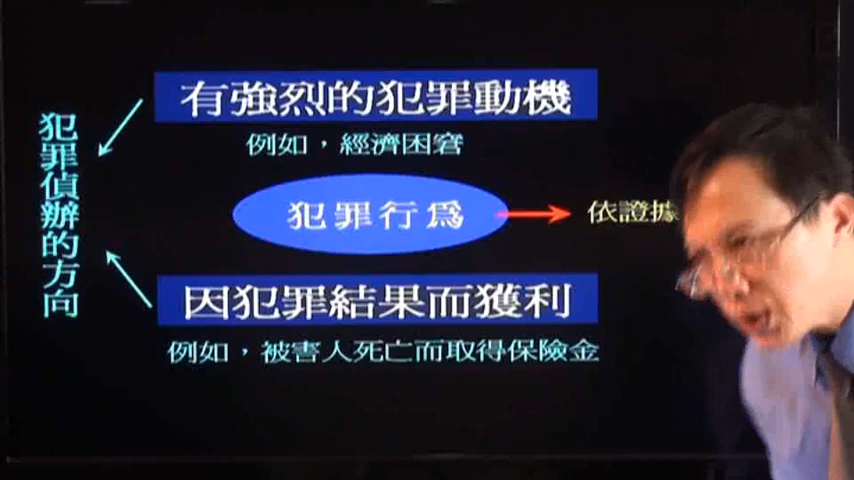 犯罪偵辦的方向
有強烈的犯罪動機
例如，經濟困窘
犯罪行為
依證據
因犯罪結果而獲利
例如，被害人死亡而取得保險金